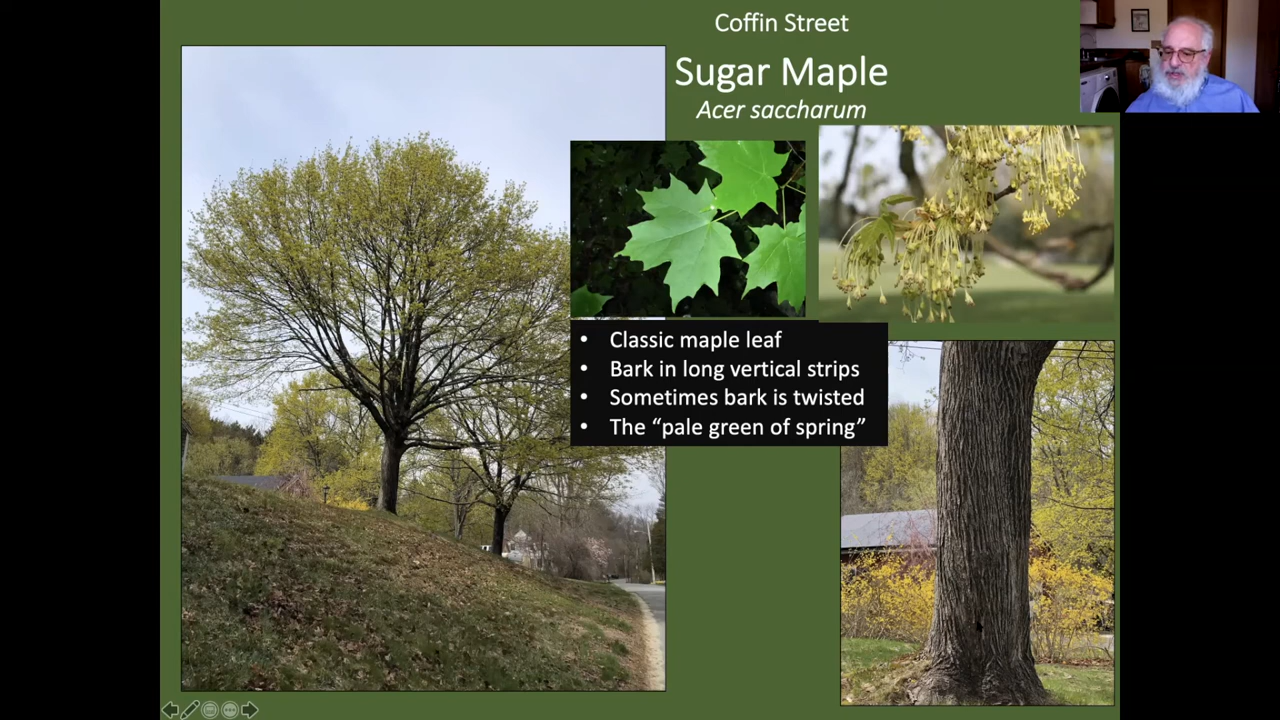 Coffin Street
Sugar Maple
Acer saccharum
• Classic maple leaf
• Bark in long vertical strips
• Sometimes bark is twisted
• The “pale green of spring”